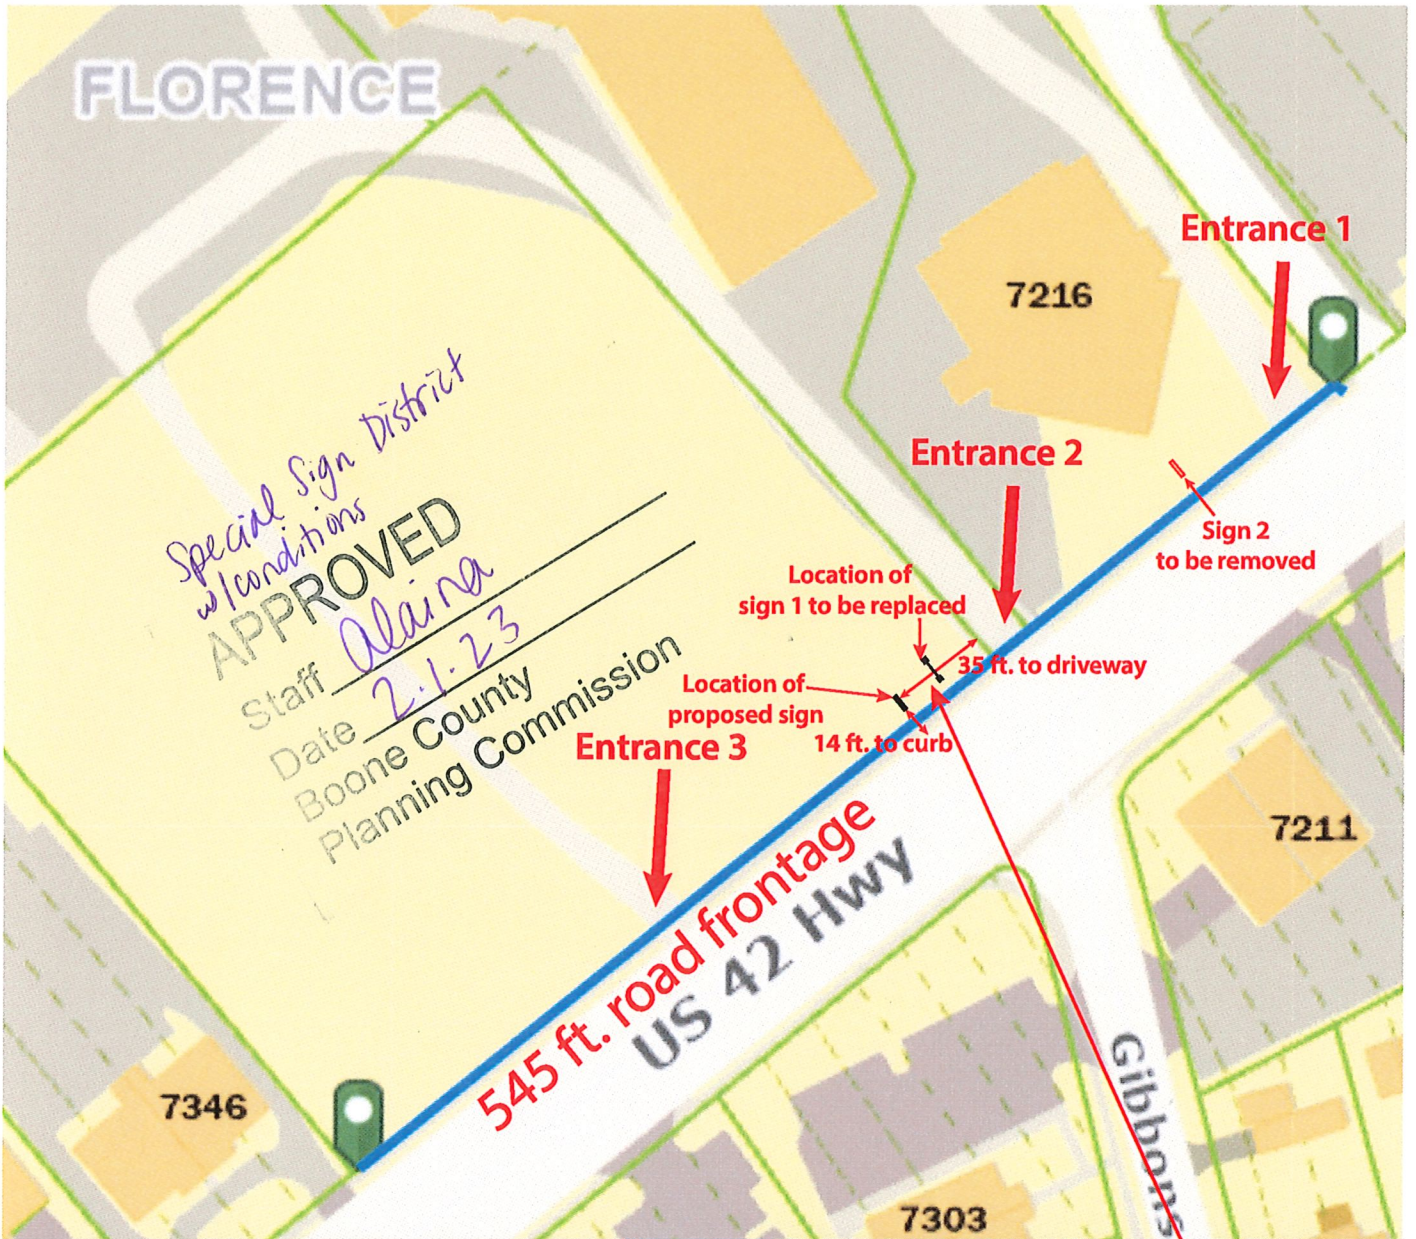 FLORENCE
Entrance 1
7216
Entrance 2
Sign 2
to be removed
Special Sign District
w/conditions
APPROVED
Staff Alaina
Date 2.1.23
Boone County
Planning Commission
Location of
sign 1 to be replaced
35 ft. to driveway
Location of
proposed sign
14 ft. to curb
Entrance 3
7211
545 ft. road frontage
US 42 Hwy
Gibbons
7346
7303